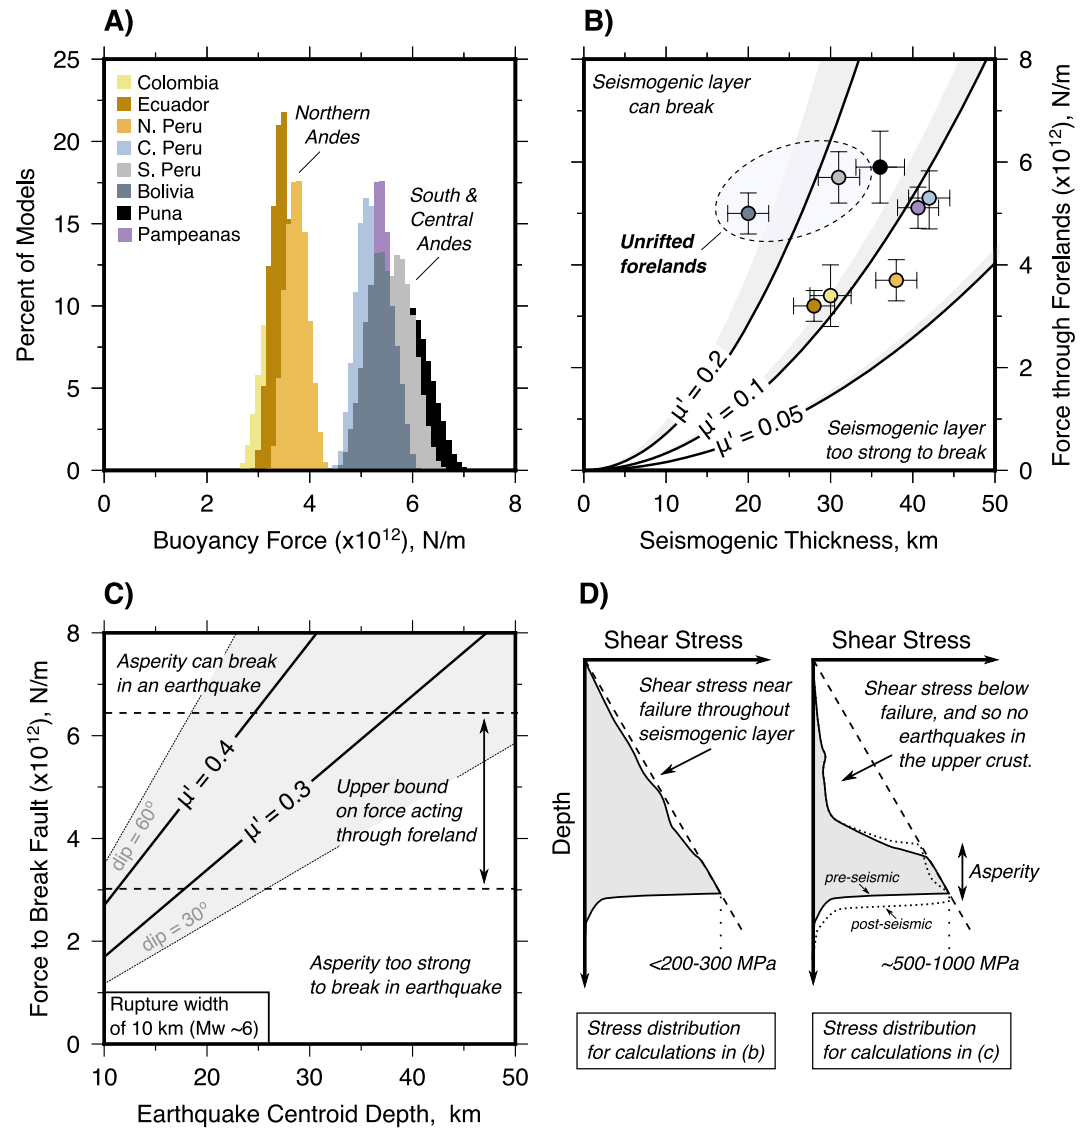 A)
25
20
15
10
5
0
Percent of Models
Colombia
Ecuador
N. Peru
C. Peru
S. Peru
Bolivia
Puna
Pampeanas
Northern
Andes
South &
Central
Andes
0 2 4 6 8
Buoyancy Force (x10¹²), N/m
B)
Seismogenic layer
can break
Unrifted
forelands
μ' = 0.2
μ' = 0.1
μ' = 0.05
Seismogenic layer
too strong to break
8
6
4
2
0
Force through Forelands (x10¹²), N/m
0 10 20 30 40 50
Seismogenic Thickness, km
C)
8
6
4
2
0
Force to Break Fault (x10¹²), N/m
Asperity can break
in an earthquake
μ' = 0.4
μ' = 0.3
dip = 60°
dip = 30°
Upper bound
on force acting
through foreland
Asperity too strong
to break in earthquake
Rupture width
of 10 km (Mw ~6)
10 20 30 40 50
Earthquake Centroid Depth, km
D)
Shear Stress
Shear stress near
failure throughout
seismogenic layer
Depth
<200-300 MPa
Stress distribution
for calculations in (b)
Shear Stress
Shear stress below
failure, and so no
earthquakes in
the upper crust.
Asperity
pre-seismic
post-seismic
~500-1000 MPa
Stress distribution
for calculations in (c)